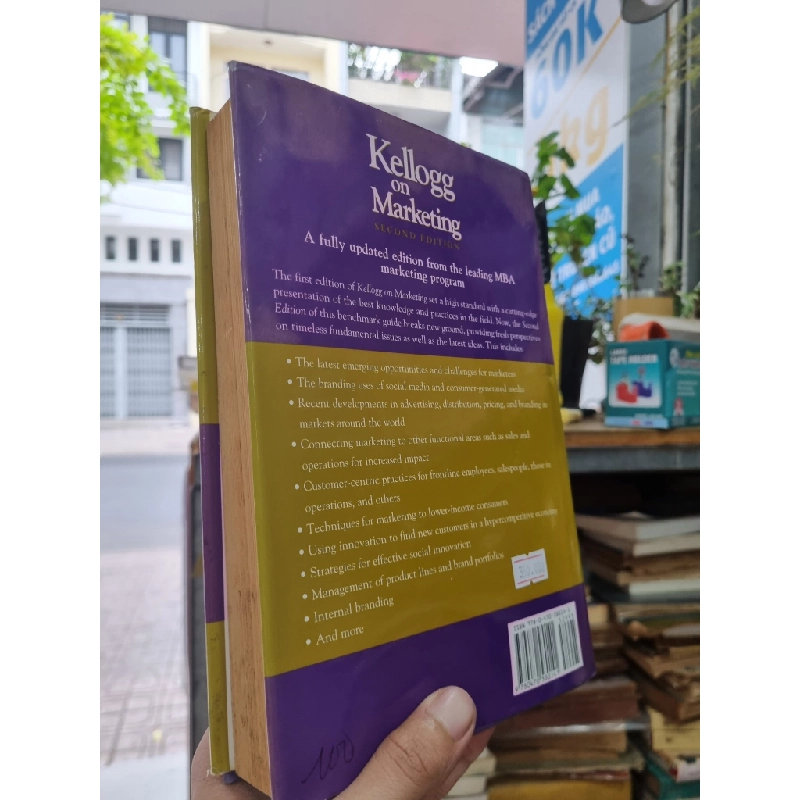 Kellogg
on
Marketing
SECOND EDITION
A fully updated edition from the leading MBA
marketing program
The first edition of Kellogg on Marketing set a high standard with a cutting-edge
presentation of the best knowledge and practices in the field. Now, the Second
Edition of this benchmark guide breaks new ground, providing fresh perspectives
on timeless fundamental issues as well as the latest ideas. This includes:
• The latest emerging opportunities and challenges for marketers
• The branding uses of social media and consumer-generated media
• Recent developments in advertising, distribution, pricing, and branding in
markets around the world
• Connecting marketing to other functional areas such as sales and
operations for increased impact
• Customer-centric practices for frontline employees, salespeople, those in
operations, and others
• Techniques for marketing to lower-income consumers
• Using innovation to find new customers in a hypercompetitive economy
• Strategies for effective social innovation
• Management of product lines and brand portfolios
• Internal branding
• And more
SÁCH
60K
kg